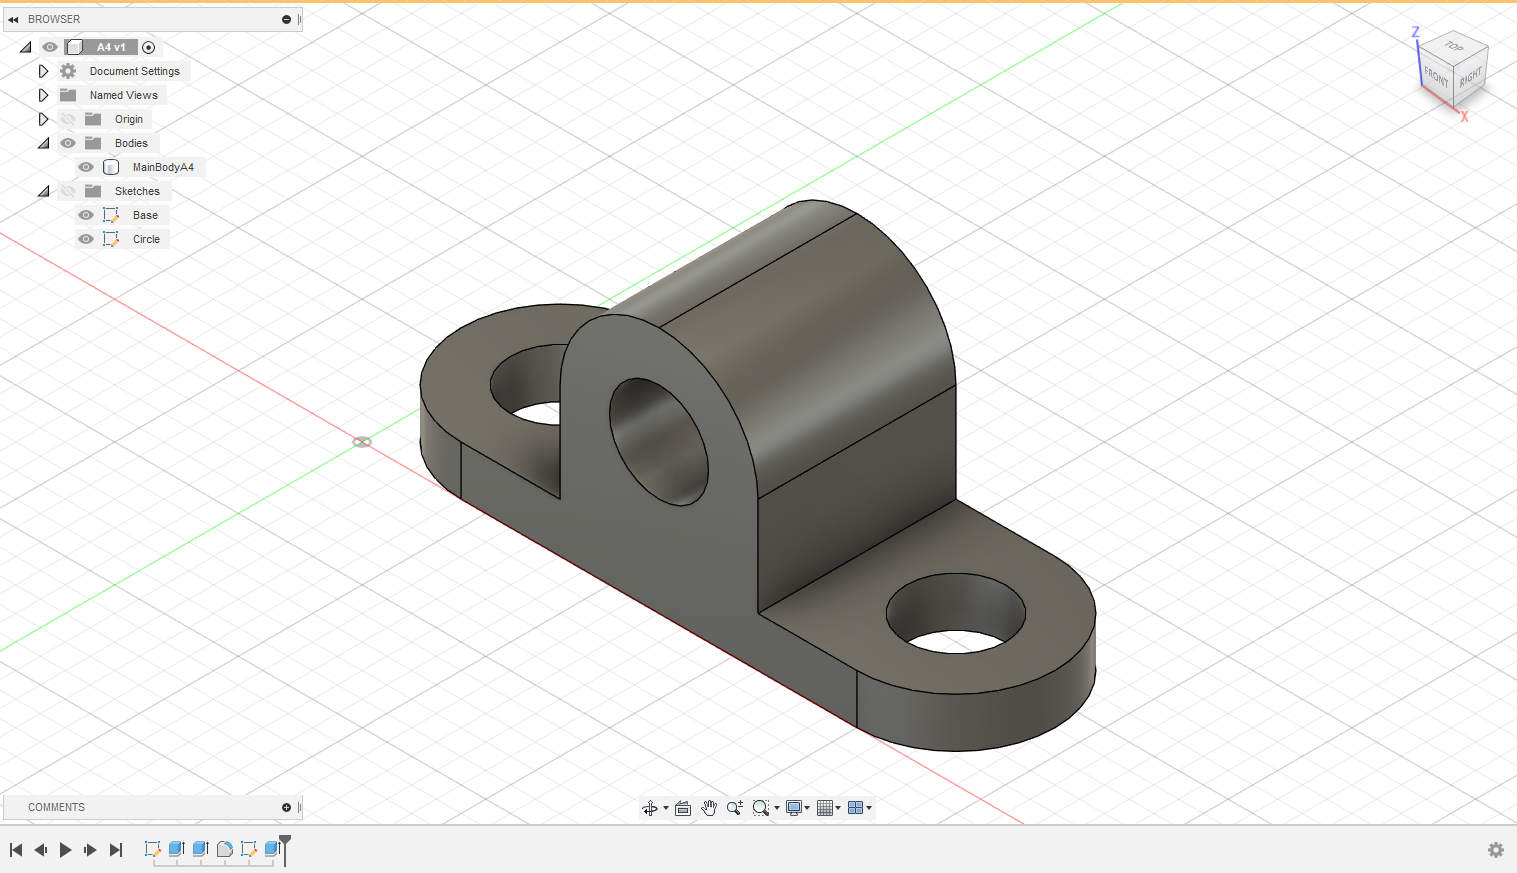 BROWSER
A4 v1
Document Settings
Named Views
Origin
Bodies
MainBodyA4
Sketches
Base
Circle
Z
TOP
FRONT
RIGHT
X
COMMENTS